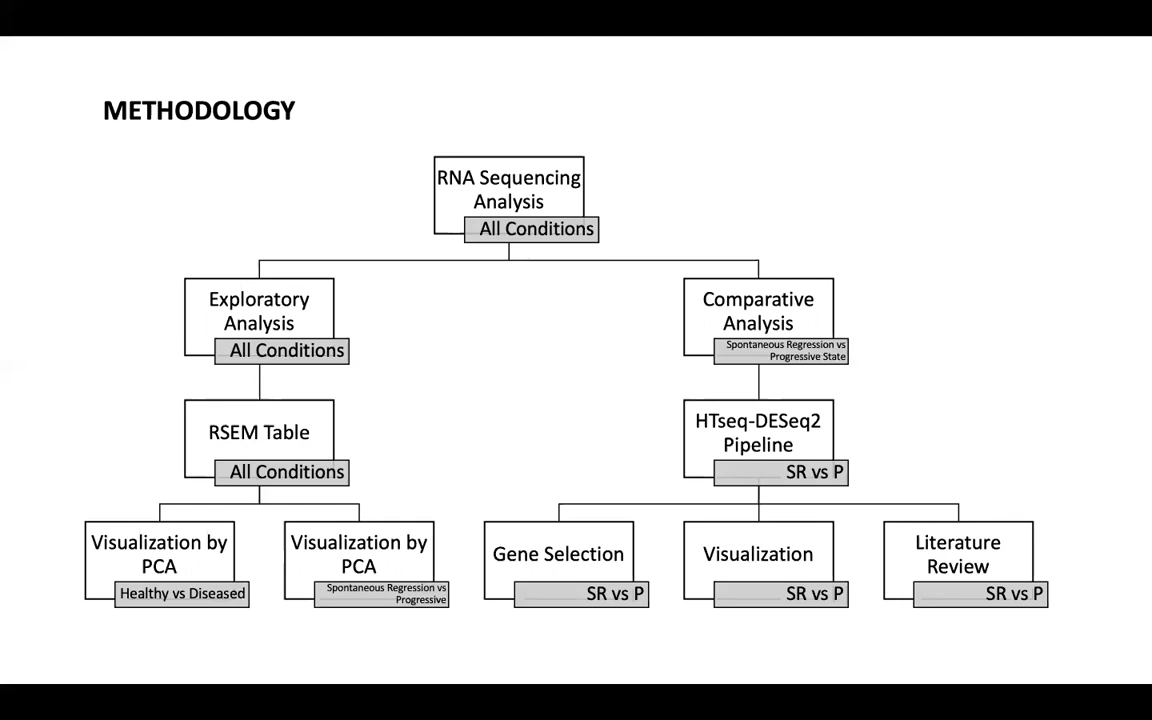 METHODOLOGY
RNA Sequencing
Analysis
All Conditions
Exploratory
Analysis
All Conditions
Comparative
Analysis
Spontaneous Regression vs
Progressive State
RSEM Table
All Conditions
HTseq-DESeq2
Pipeline
SR vs P
Visualization by
PCA
Healthy vs Diseased
Visualization by
PCA
Spontaneous Regression vs
Progressive
Gene Selection
SR vs P
Visualization
SR vs P
Literature
Review
SR vs P